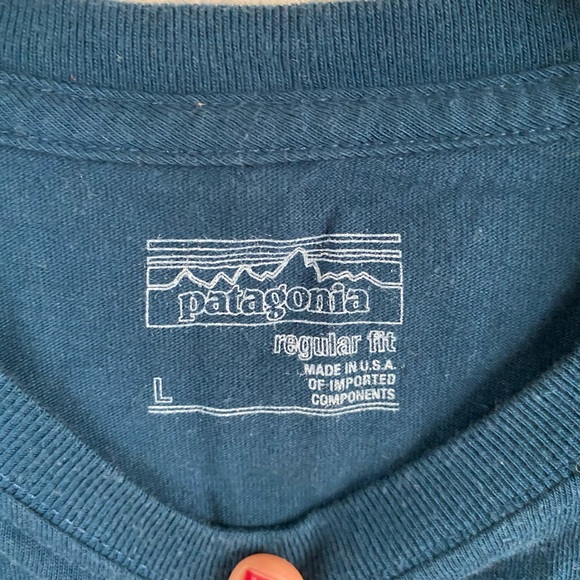 patagonia
regular fit
MADE IN U.S.A.
OF IMPORTED
COMPONENTS
L